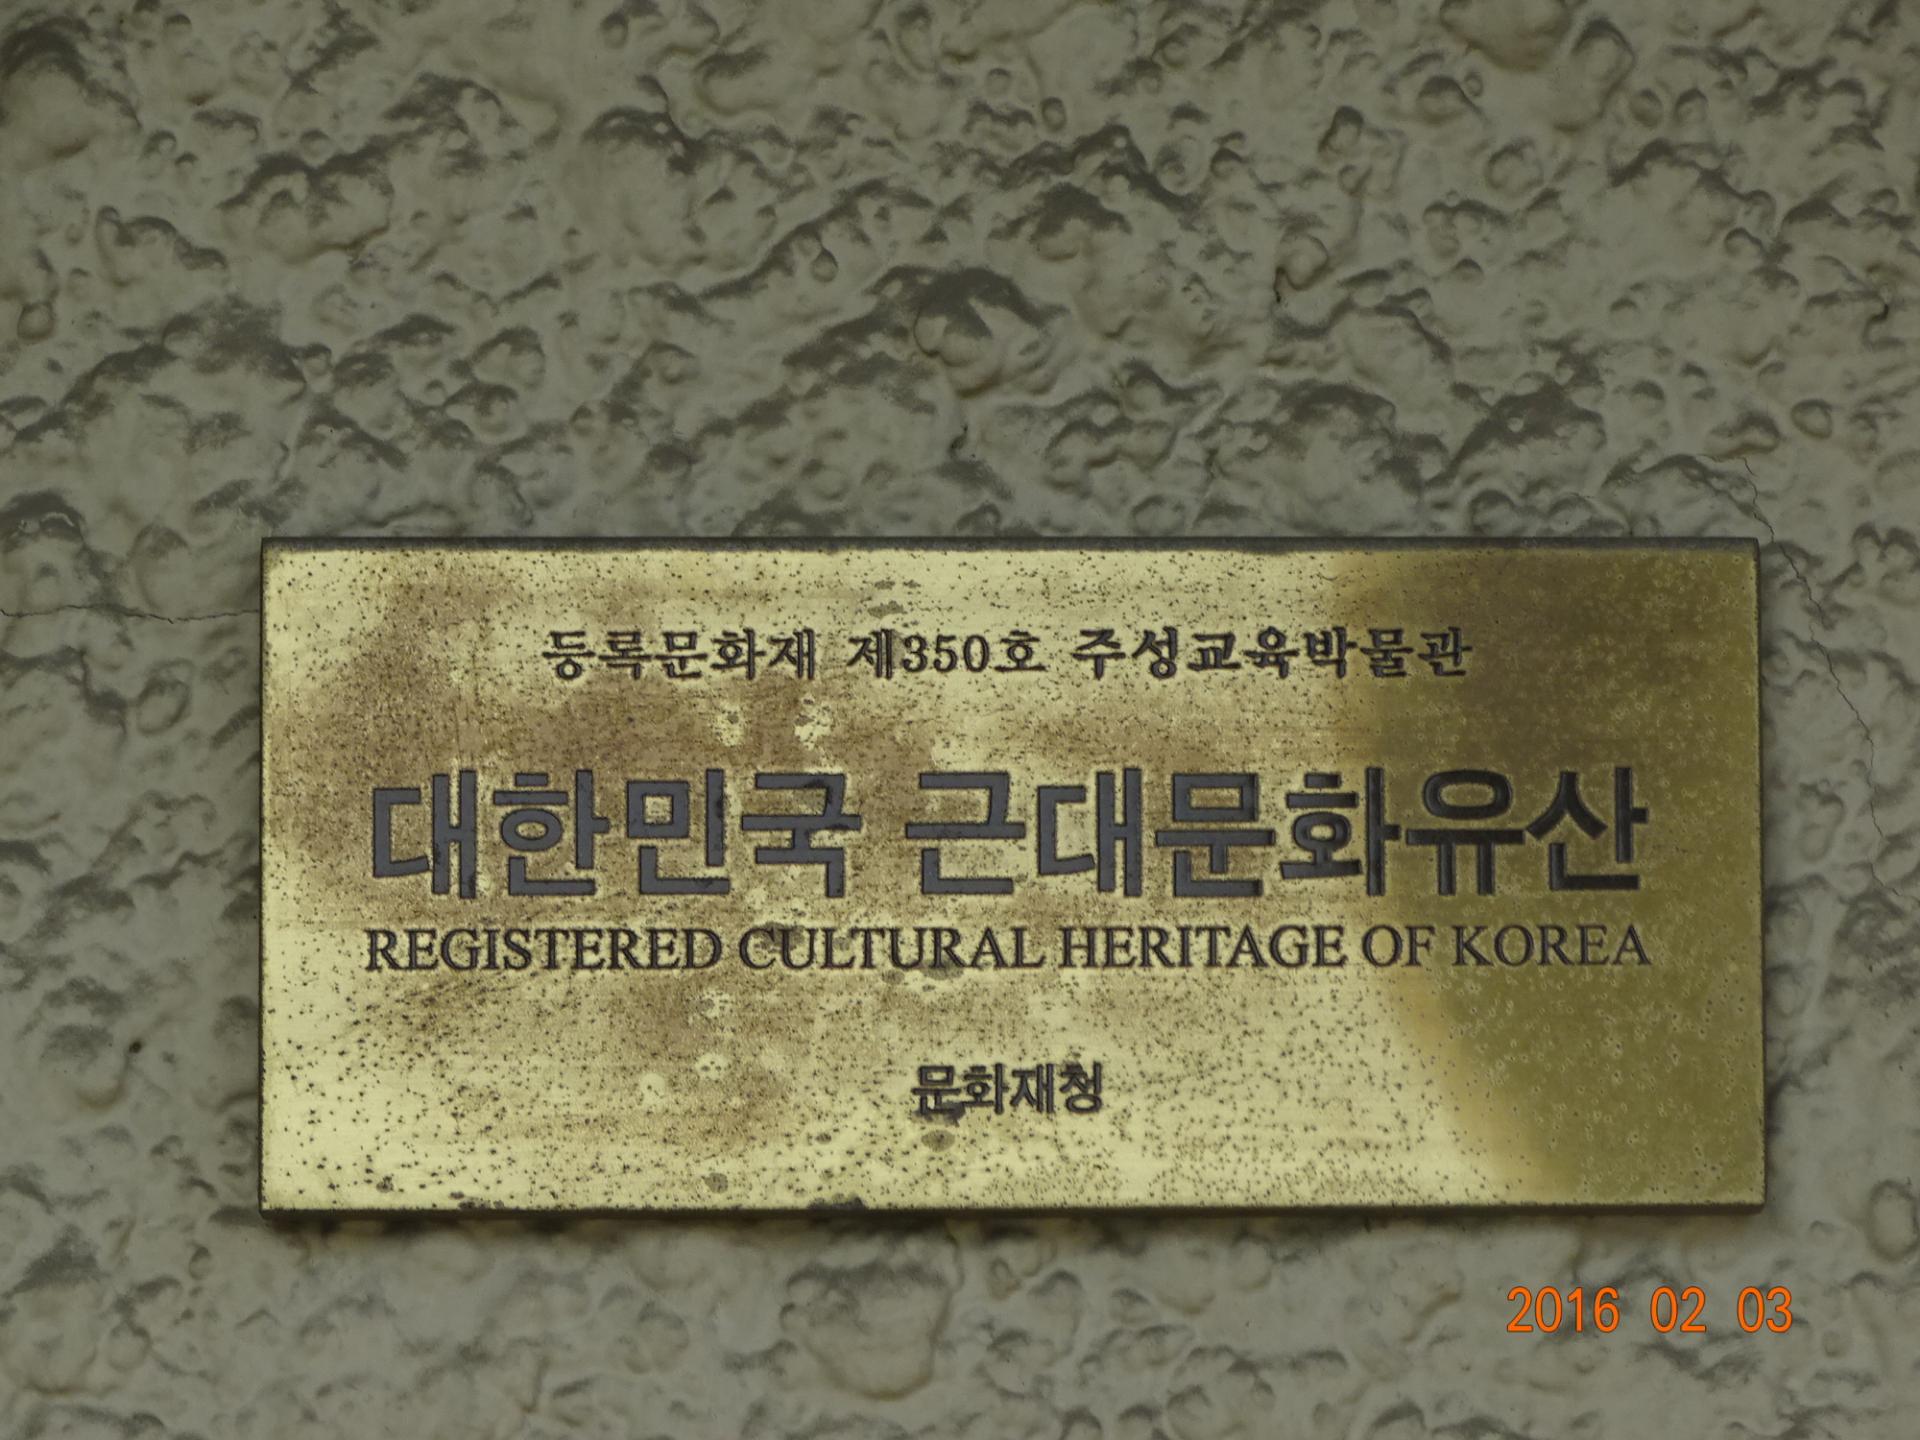 등록문화재 제350호 주성교육박물관
대한민국 근대문화유산
REGISTERED CULTURAL HERITAGE OF KOREA
문화재청
2016 02 03